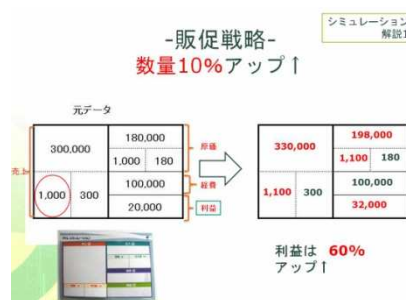 シミュレーション
解説1
-販促戦略-
数量10%アップ↑
元データ
売上
300,000
1,000
300
180,000
1,000
180
100,000
20,000
原価
経費
利益
330,000
1,100
300
198,000
1,100
180
100,000
32,000
利益は 60%
アップ↑